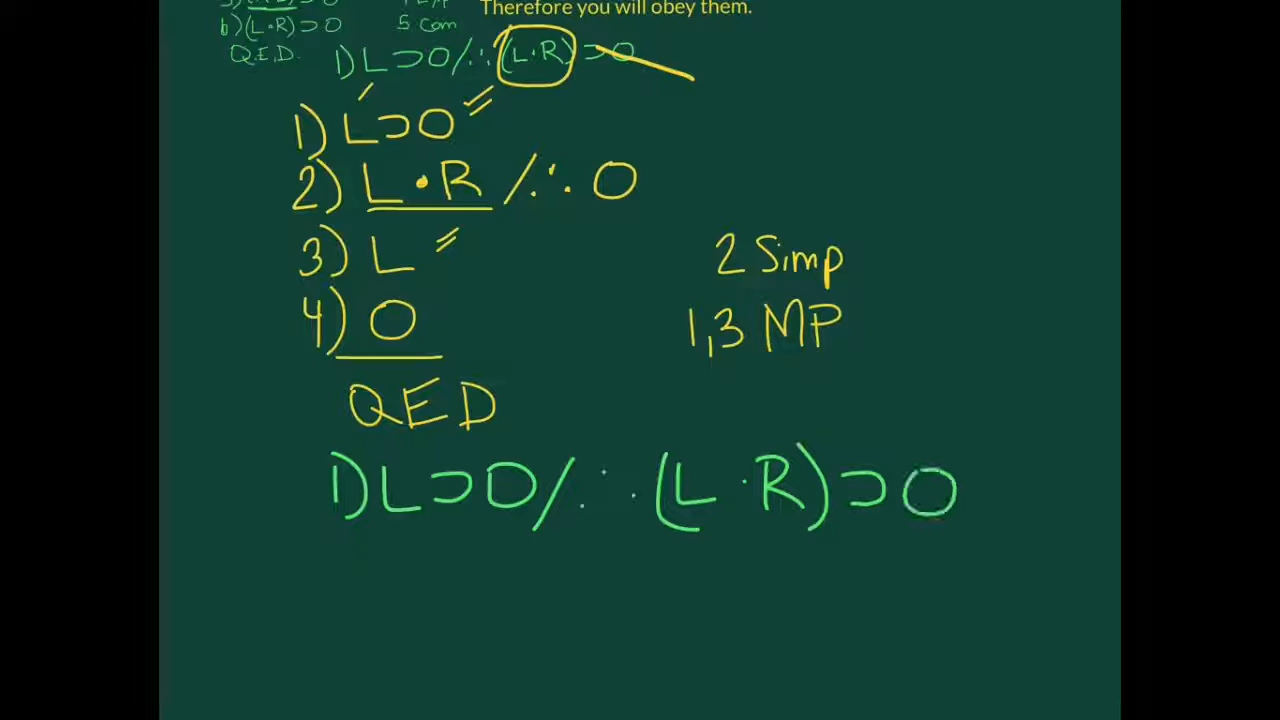 Therefore you will obey them.
6) (L · R) ⊃ O 5 Com
Q.E.D. 1) L ⊃ O / ∴ (L · R) ⊃ O
1) L ⊃ O
2) L · R / ∴ O
3) L 2 Simp
4) O 1,3 MP
QED
1) L ⊃ O / ∴ (L · R) ⊃ O